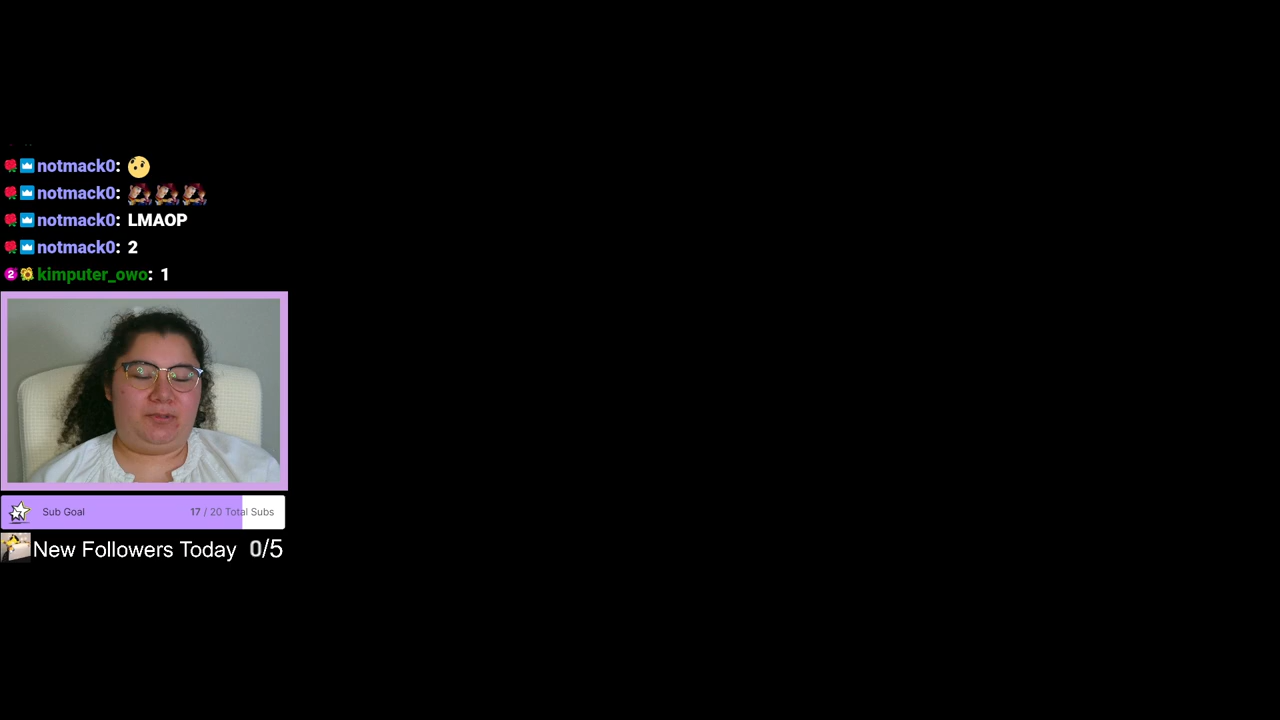 notmack0:
notmack0:
notmack0: LMAOP
notmack0: 2
2 kimputer_owo: 1
Sub Goal 17 / 20 Total Subs
New Followers Today 0/5